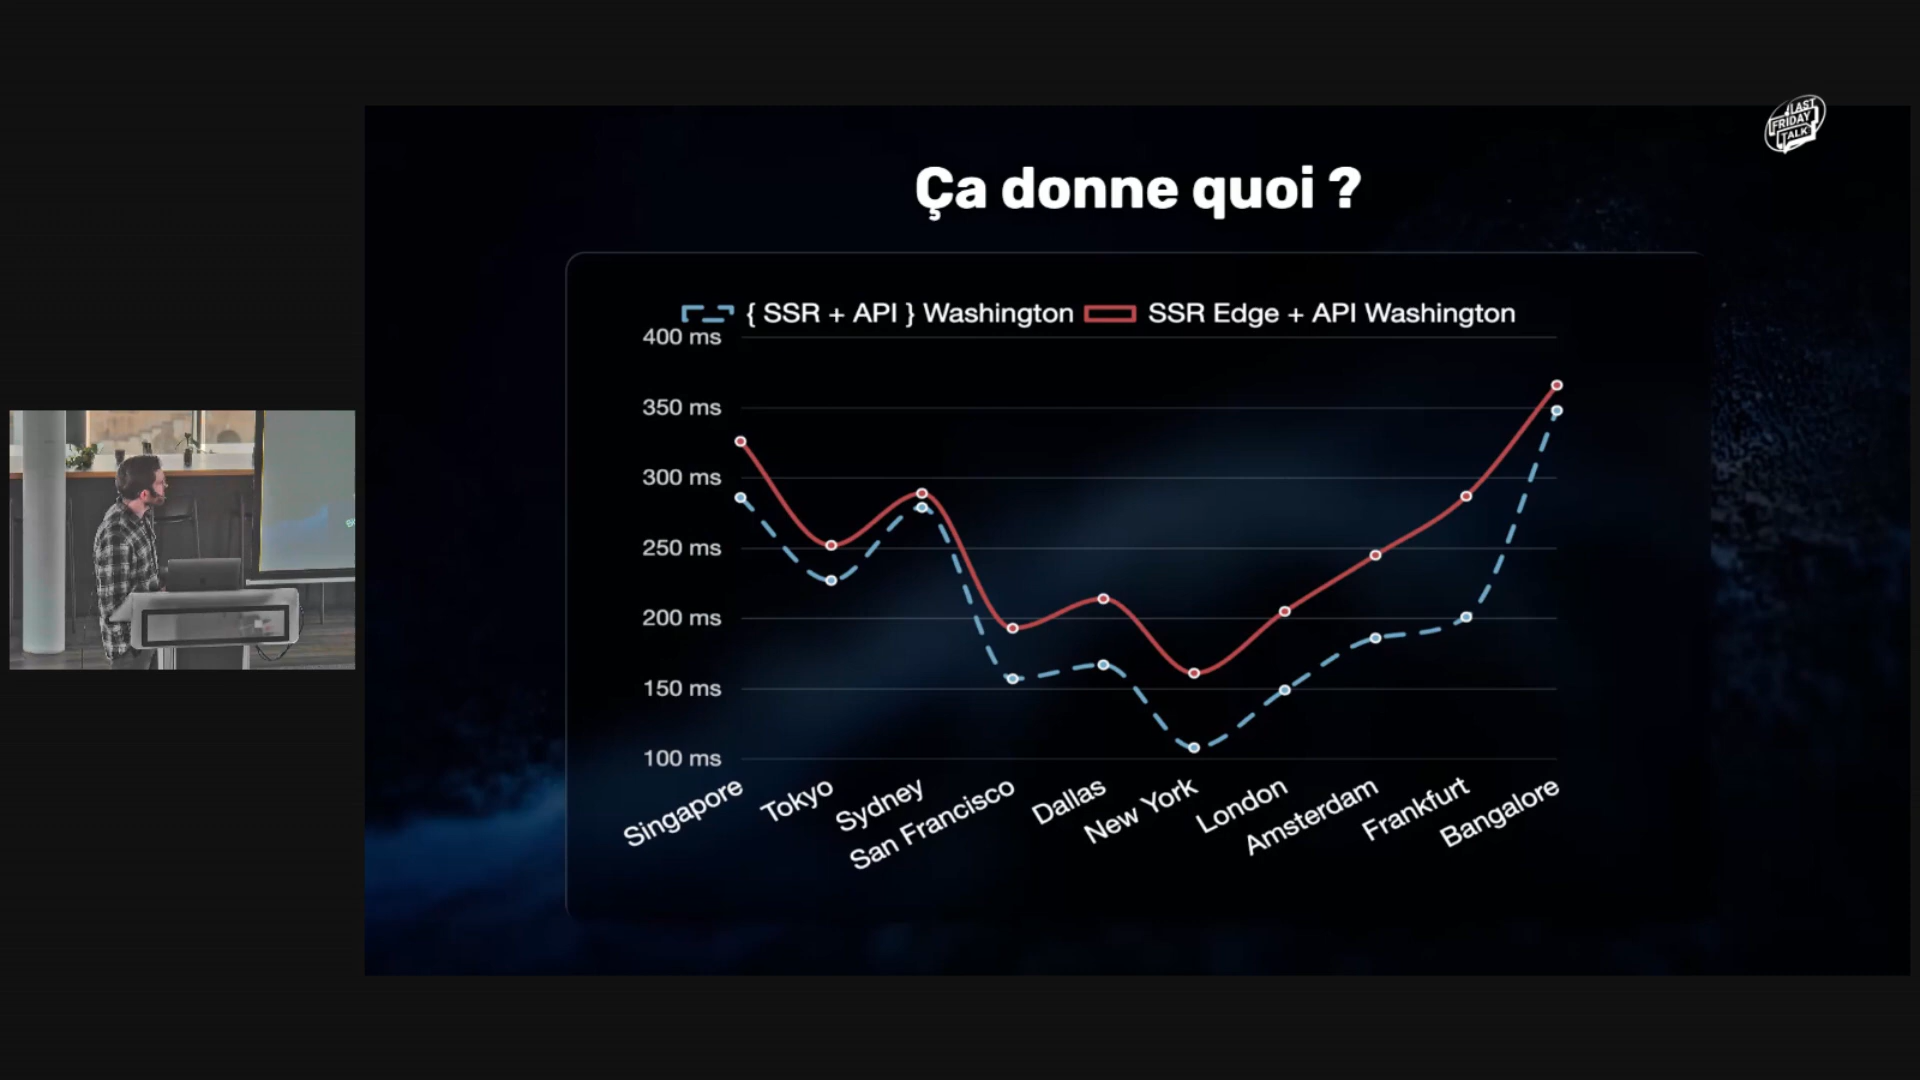 LAST
FRIDAY
TALK
Ça donne quoi ?
{ SSR + API } Washington
SSR Edge + API Washington
400 ms
350 ms
300 ms
250 ms
200 ms
150 ms
100 ms
Singapore
Tokyo
Sydney
San Francisco
Dallas
New York
London
Amsterdam
Frankfurt
Bangalore